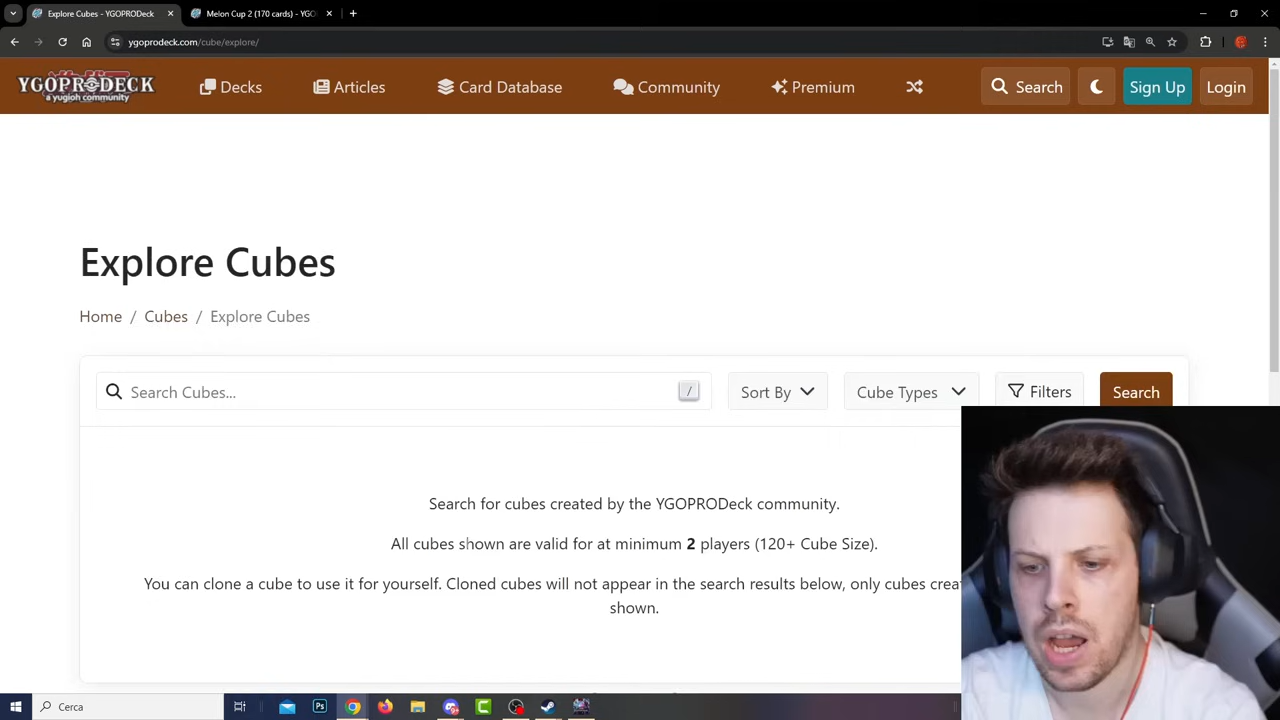 Explore Cubes - YGOPRODeck
Melon Cup 2 (170 cards) - YGO
ygoprodeck.com/cube/explore/
YGOPRODECK
a yugioh community
Decks
Articles
Card Database
Community
Premium
Search
Sign Up
Login
Explore Cubes
Home / Cubes / Explore Cubes
Search Cubes...
/
Sort By
Cube Types
Filters
Search
Search for cubes created by the YGOPRODeck community.
All cubes shown are valid for at minimum 2 players (120+ Cube Size).
You can clone a cube to use it for yourself. Cloned cubes will not appear in the search results below, only cubes crea
shown.
Cerca
Ps